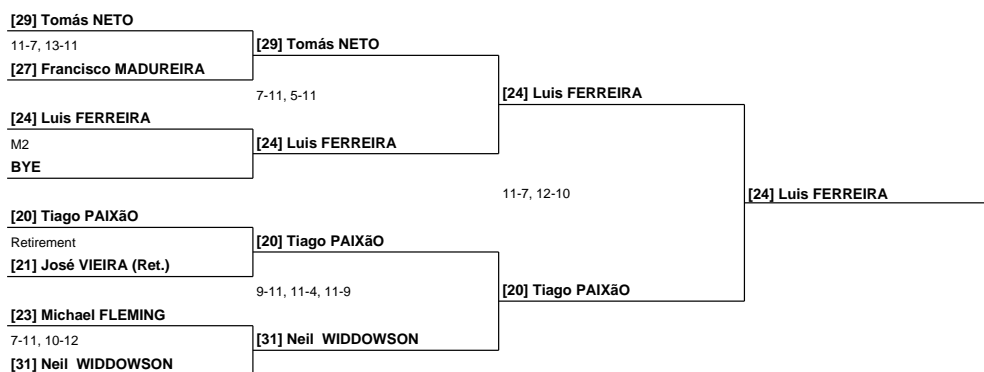 [29] Tomás NETO
11-7, 13-11
[27] Francisco MADUREIRA
[24] Luis FERREIRA
M2
BYE
[20] Tiago PAIXãO
Retirement
[21] José VIEIRA (Ret.)
[23] Michael FLEMING
7-11, 10-12
[31] Neil WIDDOWSON
[29] Tomás NETO
7-11, 5-11
[24] Luis FERREIRA
[20] Tiago PAIXãO
9-11, 11-4, 11-9
[31] Neil WIDDOWSON
[24] Luis FERREIRA
11-7, 12-10
[20] Tiago PAIXãO
[24] Luis FERREIRA